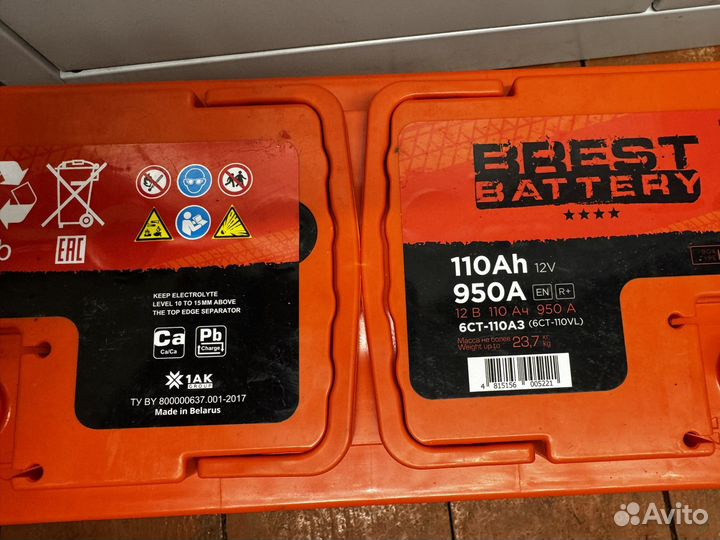 b
EAC
KEEP ELECTROLYTE
LEVEL 10 TO 15MM ABOVE
THE TOP EDGE SEPARATOR
Ca
Ca/Ca
Pb
Charge
1AK
GROUP
ТУ BY 800000637.001-2017
Made in Belarus
BREST
BATTERY
110Ah 12V
950A EN R+
12 В 110 Ач 950 А
6СТ-110А3 (6СТ-110VL)
Масса не более
Weight up to 23,7 кг
kg
4 815156 005221
Avito